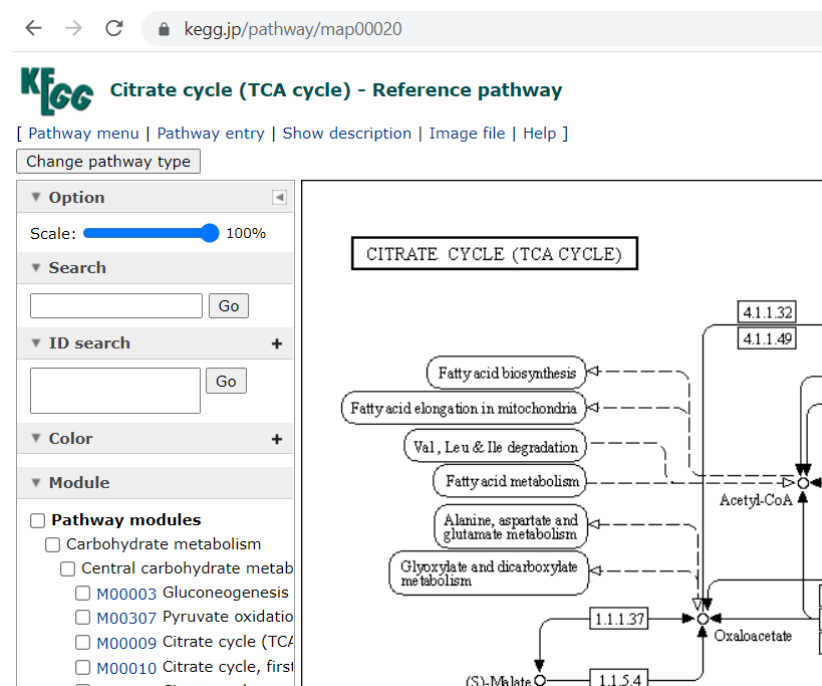 kegg.jp/pathway/map00020
KEGG Citrate cycle (TCA cycle) - Reference pathway
[ Pathway menu | Pathway entry | Show description | Image file | Help ]
Change pathway type
Option
Scale: 100%
Search
Go
ID search +
Go
Color +
Module
Pathway modules
Carbohydrate metabolism
Central carbohydrate metab
M00003 Gluconeogenesis
M00307 Pyruvate oxidatio
M00009 Citrate cycle (TCA
M00010 Citrate cycle, first
CITRATE CYCLE (TCA CYCLE)
4.1.1.32
4.1.1.49
Fatty acid biosynthesis
Fatty acid elongation in mitochondria
Val, Leu & Ile degradation
Fatty acid metabolism
Acetyl-CoA
Alanine, aspartate and
glutamate metabolism
Glyoxylate and dicarboxylate
metabolism
1.1.1.37
Oxaloacetate
(S)-Malate
1.1.5.4